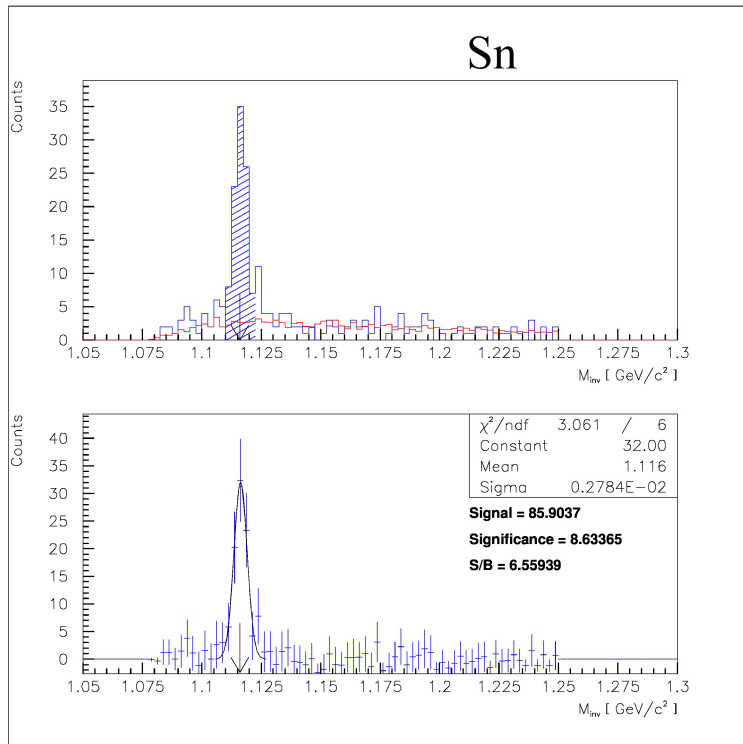 Sn
Counts
35
30
25
20
15
10
5
0
1.05 1.075 1.1 1.125 1.15 1.175 1.2 1.225 1.25 1.275 1.3
M_inv [ GeV/c² ]
Counts
40
35
30
25
20
15
10
5
0
χ²/ndf 3.061 / 6
Constant 32.00
Mean 1.116
Sigma 0.2784E-02
Signal = 85.9037
Significance = 8.63365
S/B = 6.55939
1.05 1.075 1.1 1.125 1.15 1.175 1.2 1.225 1.25 1.275 1.3
M_inv [ GeV/c² ]